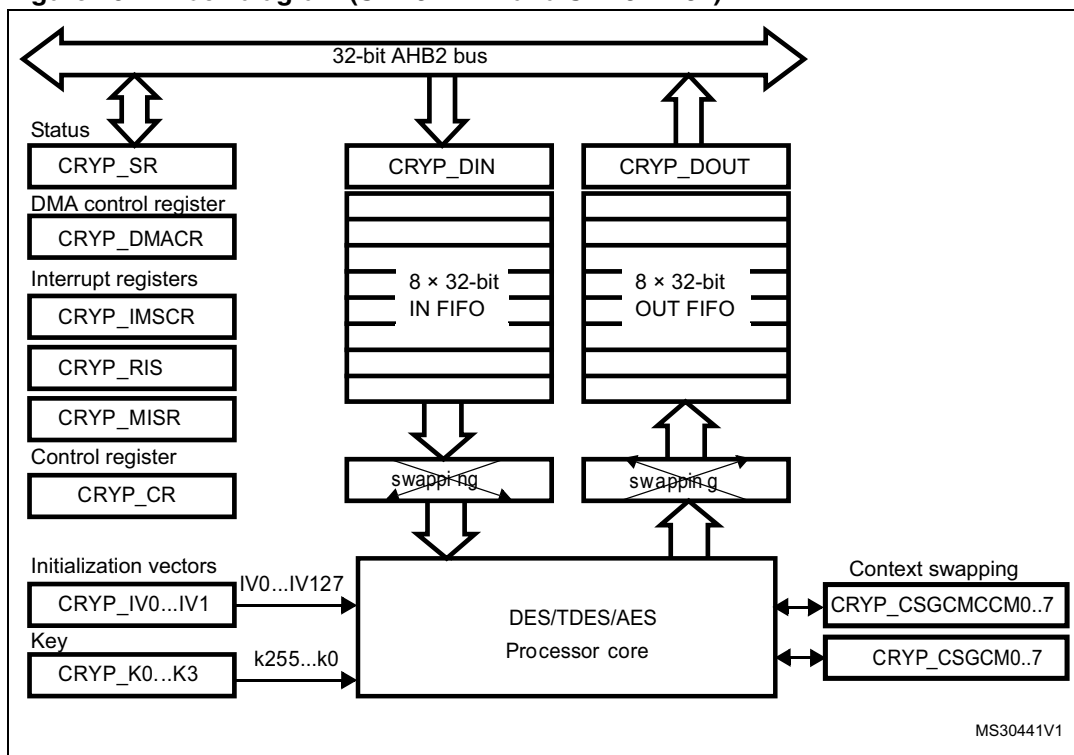 32-bit AHB2 bus
Status
CRYP_SR
DMA control register
CRYP_DMACR
Interrupt registers
CRYP_IMSCR
CRYP_RIS
CRYP_MISR
Control register
CRYP_CR
Initialization vectors
CRYP_IV0...IV1
IV0...IV127
Key
CRYP_K0...K3
k255...k0
CRYP_DIN
8 × 32-bit
IN FIFO
swapping
CRYP_DOUT
8 × 32-bit
OUT FIFO
swapping
DES/TDES/AES
Processor core
Context swapping
CRYP_CSGCMCCM0..7
CRYP_CSGCM0..7
MS30441V1